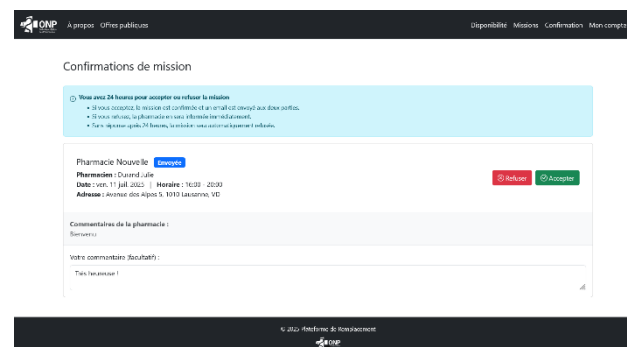 ONP
À propos Offres publiques
Disponibilité Missions Confirmation Mon compte
Confirmations de mission
Vous avez 24 heures pour accepter ou refuser la mission
Si vous acceptez, la mission est confirmée et un email est envoyé aux deux parties.
Si vous refusez, la pharmacie en sera informée immédiatement.
Sans réponse après 24 heures, la mission sera automatiquement refusée.
Pharmacie Nouvelle Envoyée
Pharmacien : Durand Julie
Date : ven. 11 juil. 2025 | Horaire : 16:00 - 20:00
Adresse : Avenue des Alpes 5, 1010 Lausanne, VD
Refuser Accepter
Commentaires de la pharmacie :
Bienvenu
Votre commentaire (facultatif) :
Très heureuse !
© 2025 Plateforme de Remplacement
ONP